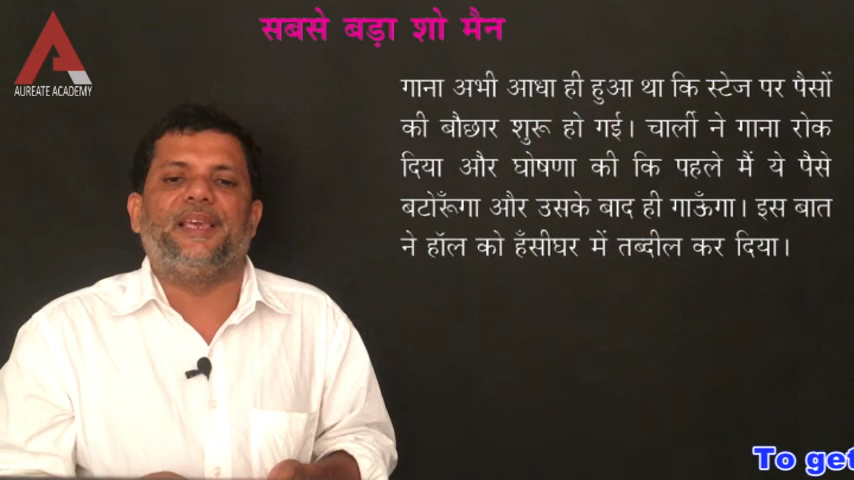 सबसे बड़ा शो मैन
AUREATE ACADEMY
गाना अभी आधा ही हुआ था कि स्टेज पर पैसों
की बौछार शुरू हो गई। चार्ली ने गाना रोक
दिया और घोषणा की कि पहले मैं ये पैसे
बटोरूँगा और उसके बाद ही गाऊँगा। इस बात
ने हॉल को हँसीघर में तब्दील कर दिया।
To get